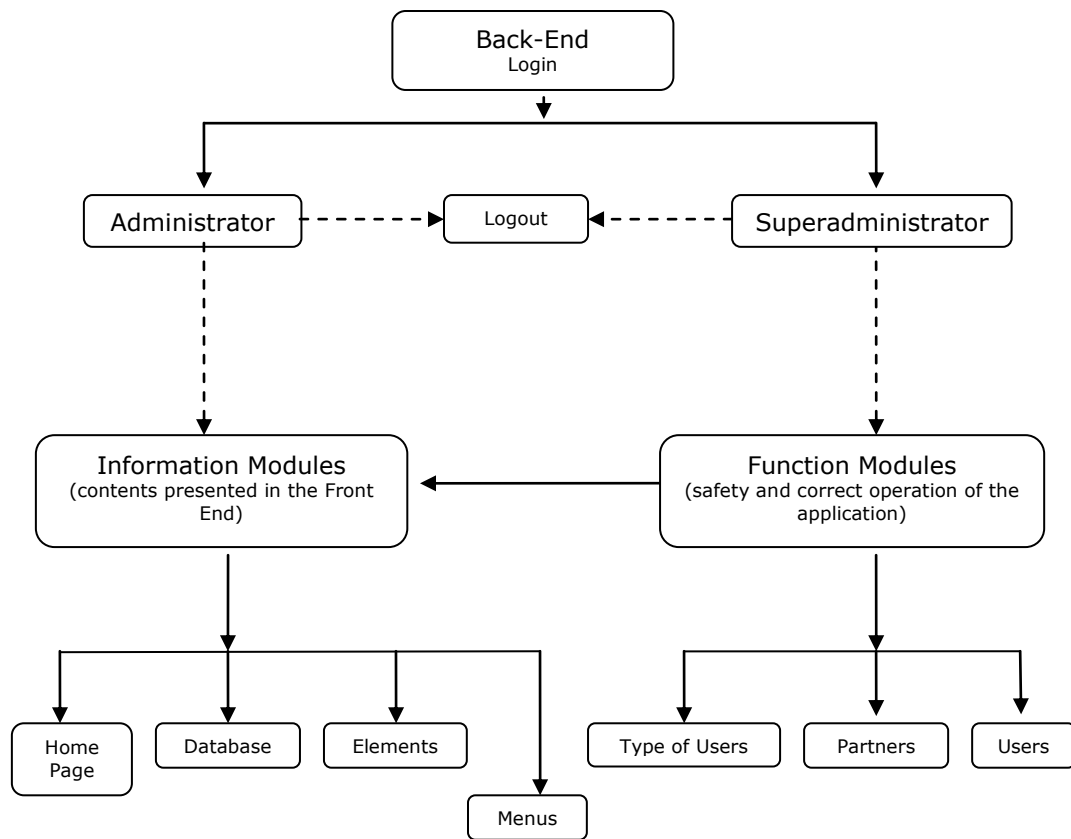 Back-End
Login
Administrator
Logout
Superadministrator
Information Modules
(contents presented in the Front
End)
Function Modules
(safety and correct operation of the
application)
Home
Page
Database
Elements
Menus
Type of Users
Partners
Users